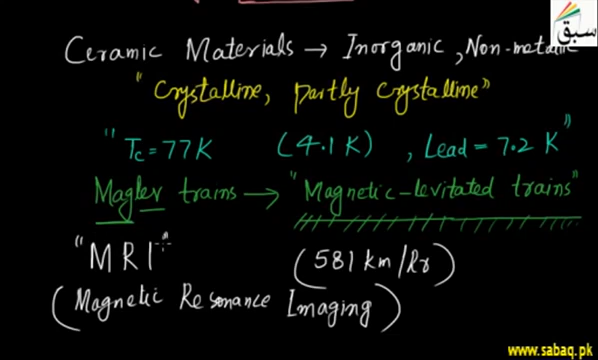 سبق
Ceramic Materials → Inorganic, Non-metallic
"Crystalline, partly crystalline"
"Tc = 77K (4.1 K), Lead = 7.2 K"
Maglev trains → "Magnetic-levitated trains"
"MRI" (581 km/hr)
(Magnetic Resonance Imaging)
www.sabaq.pk